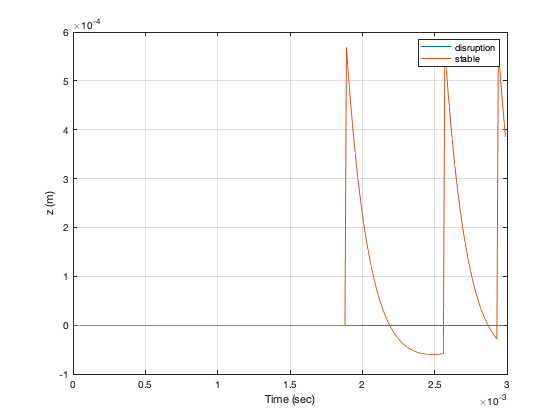 ×10⁻⁴
6
disruption
stable
5
4
3
z (m)
2
1
0
-1
0 0.5 1 1.5 2 2.5 3
Time (sec)
×10⁻³